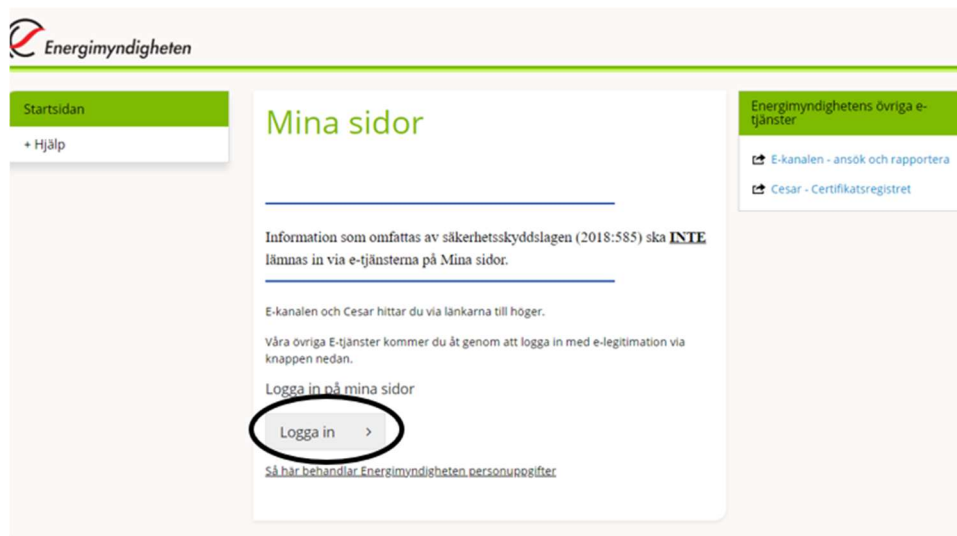 Energimyndigheten
Startsidan
+ Hjälp
Mina sidor
Information som omfattas av säkerhetsskyddslagen (2018:585) ska INTE
lämnas in via e-tjänsterna på Mina sidor.
E-kanalen och Cesar hittar du via länkarna till höger.
Våra övriga E-tjänster kommer du åt genom att logga in med e-legitimation via
knappen nedan.
Logga in på mina sidor
Logga in >
Så här behandlar Energimyndigheten personuppgifter
Energimyndighetens övriga e-
tjänster
E-kanalen - ansök och rapportera
Cesar - Certifikatsregistret